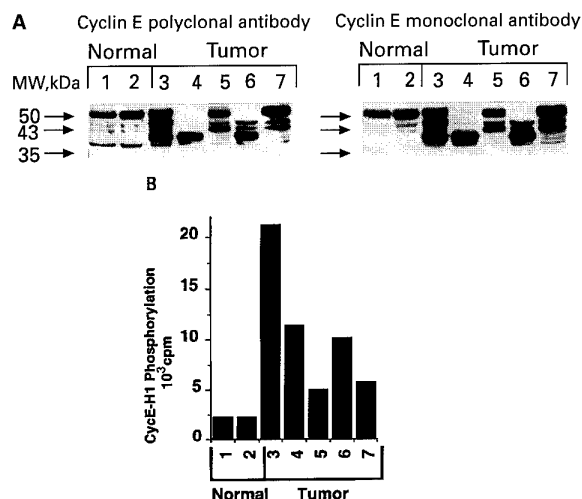 A Cyclin E polyclonal antibody Cyclin E monoclonal antibody
Normal Tumor Normal Tumor
MW,kDa 1 2 3 4 5 6 7 1 2 3 4 5 6 7
50
43
35
B
CycE-H1 Phosphorylation
10³cpm
20
15
10
5
0
1 2 3 4 5 6 7
Normal Tumor